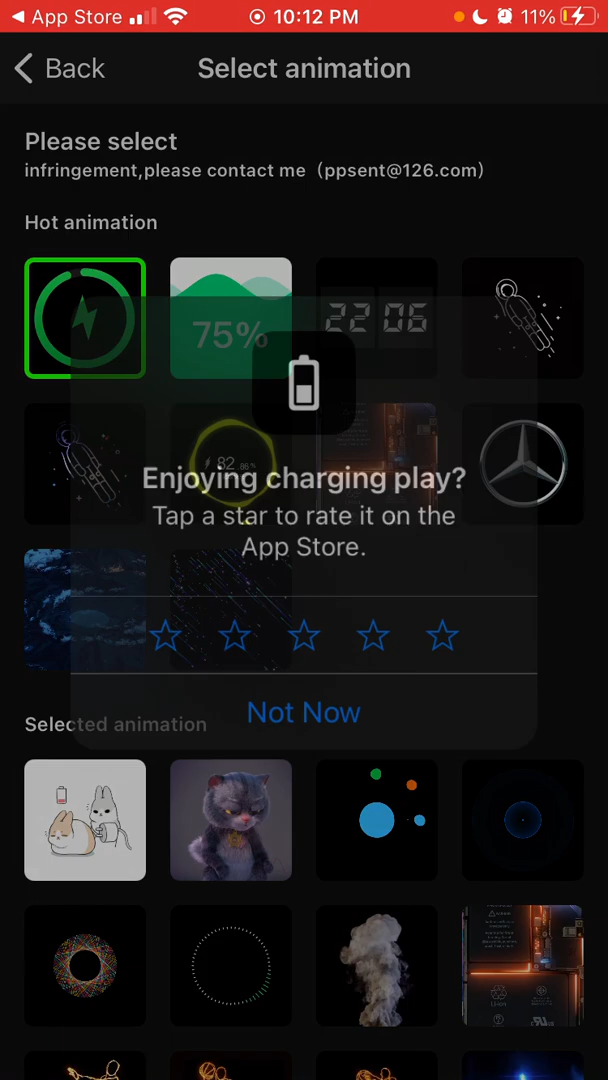 App Store
10:12 PM
11%
Back
Select animation
Please select
infringement,please contact me（ppsent@126.com）
Hot animation
75%
22 06
82 .86%
Enjoying charging play?
Tap a star to rate it on the
App Store.
Not Now
Selected animation